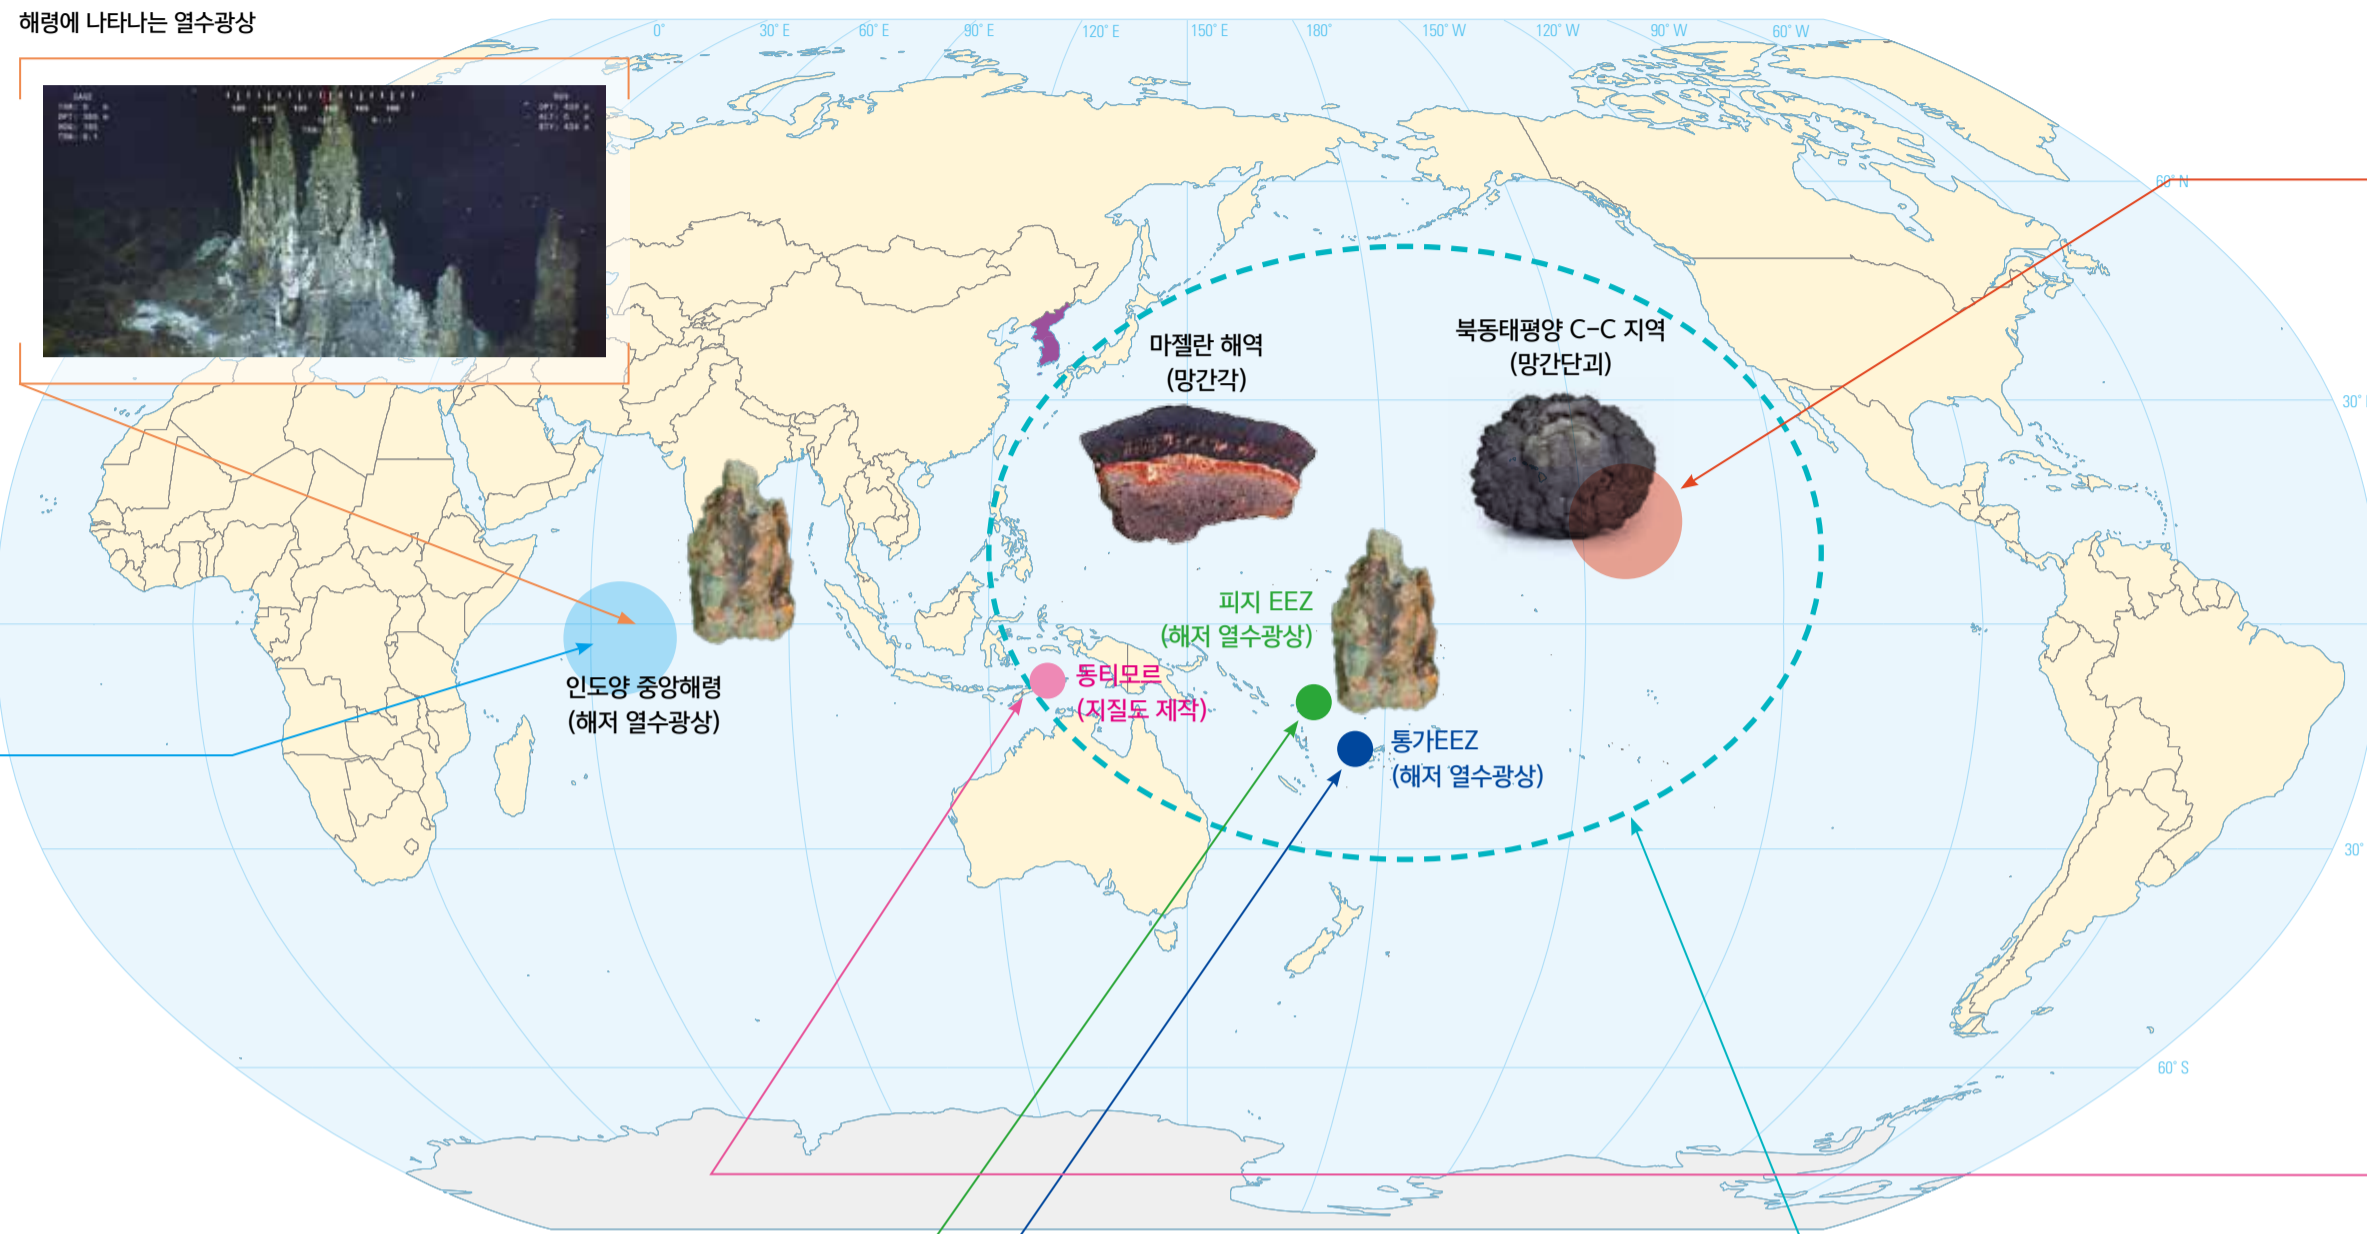 해령에 나타나는 열수광상
0°
30° E
60° E
90° E
120° E
150° E
180°
150° W
120° W
90° W
60° W
60° N
30°
마젤란 해역
(망간각)
북동태평양 C-C 지역
(망간단괴)
피지 EEZ
(해저 열수광상)
동티모르
(지질도 제작)
인도양 중앙해령
(해저 열수광상)
통가EEZ
(해저 열수광상)
30°
60° S